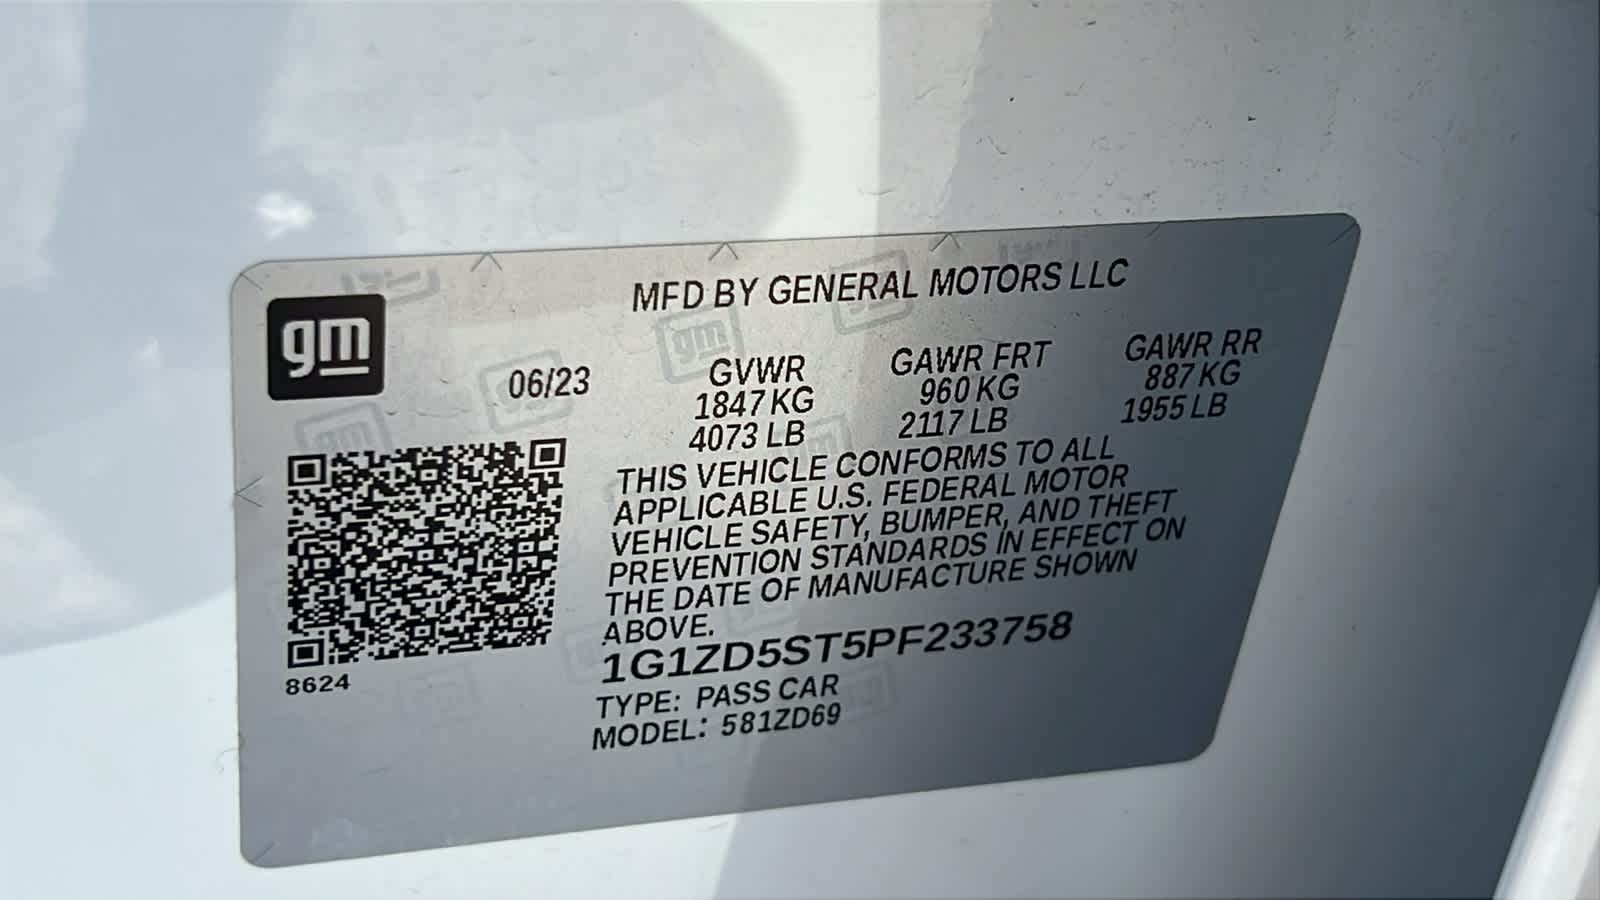 gm
MFD BY GENERAL MOTORS LLC
06/23
GVWR
1847 KG
4073 LB
GAWR FRT
960 KG
2117 LB
GAWR RR
887 KG
1955 LB
THIS VEHICLE CONFORMS TO ALL
APPLICABLE U.S. FEDERAL MOTOR
VEHICLE SAFETY, BUMPER, AND THEFT
PREVENTION STANDARDS IN EFFECT ON
THE DATE OF MANUFACTURE SHOWN
ABOVE.
1G1ZD5ST5PF233758
TYPE: PASS CAR
MODEL: 581ZD69
8624